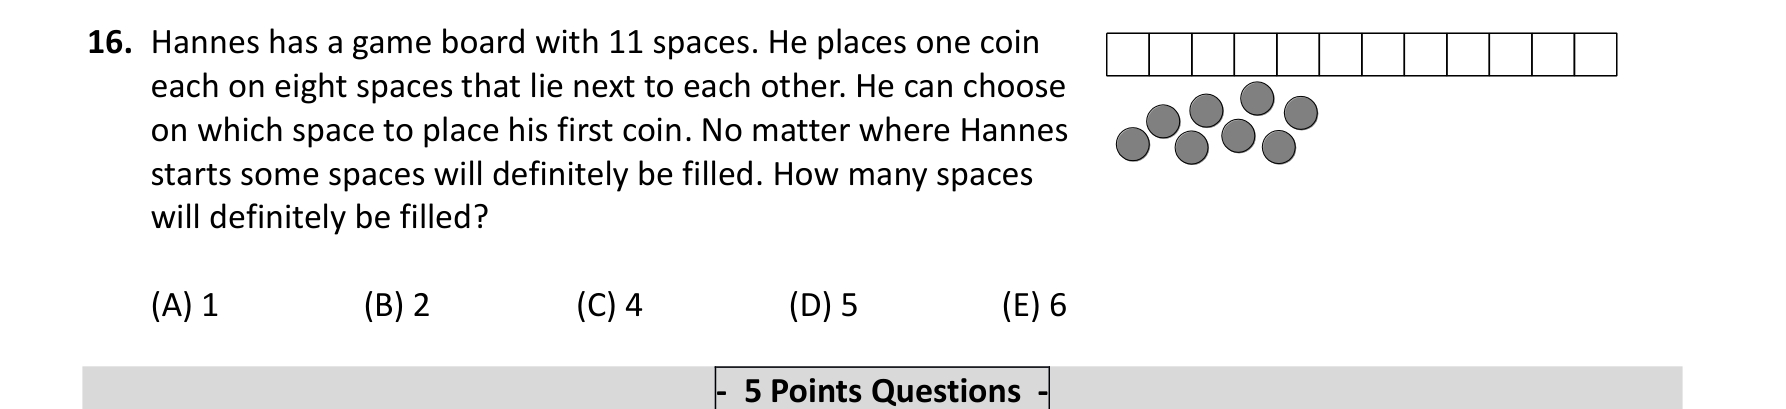 16. Hannes has a game board with 11 spaces. He places one coin
each on eight spaces that lie next to each other. He can choose
on which space to place his first coin. No matter where Hannes
starts some spaces will definitely be filled. How many spaces
will definitely be filled?
(A) 1 (B) 2 (C) 4 (D) 5 (E) 6
- 5 Points Questions -